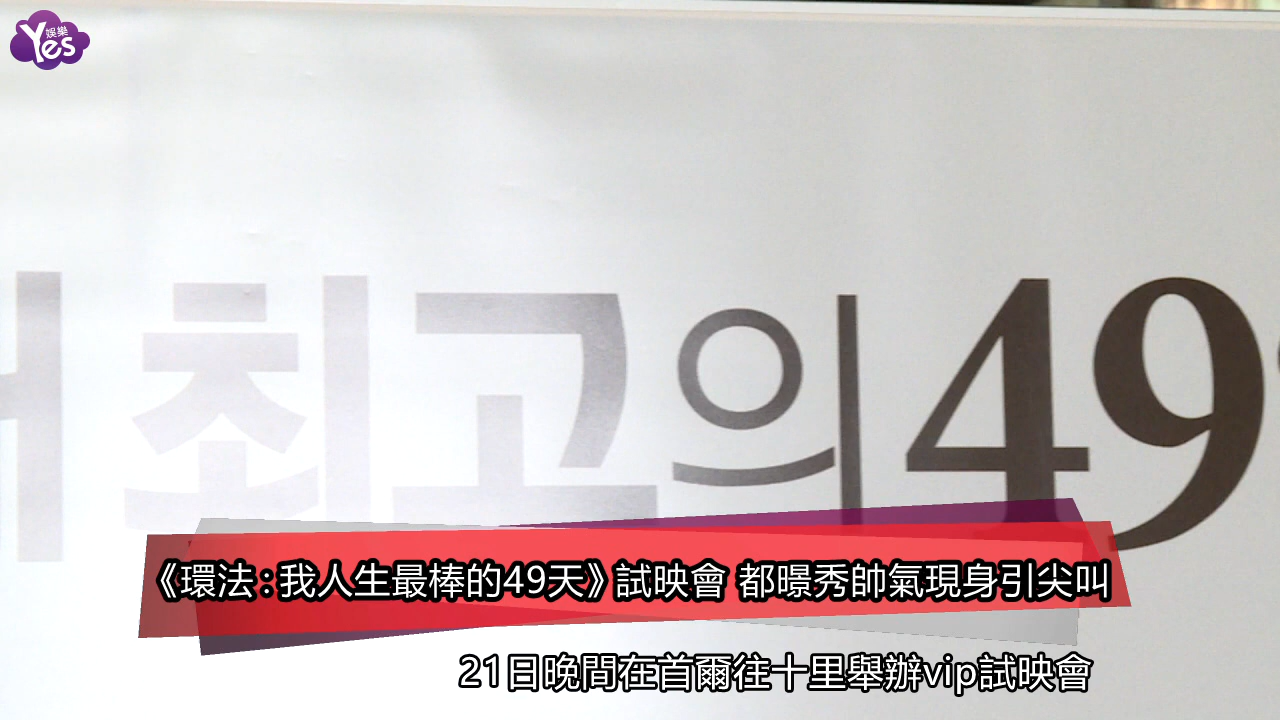 娛樂
Yes
최고의 49
《環法:我人生最棒的49天》試映會 都暻秀帥氣現身引尖叫
21日晚間在首爾往十里舉辦vip試映會